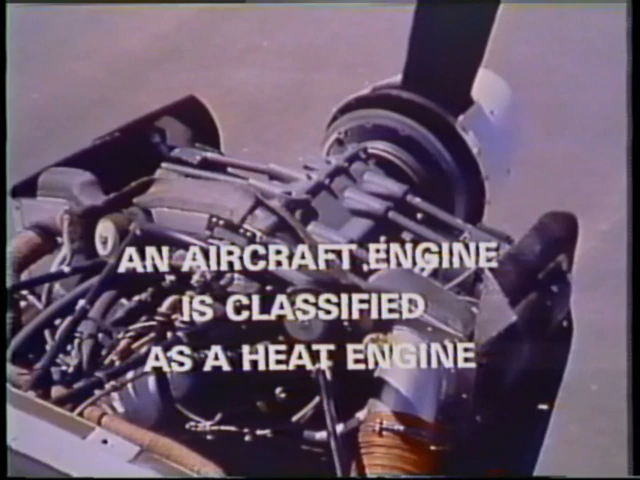 AN AIRCRAFT ENGINE
IS CLASSIFIED
AS A HEAT ENGINE